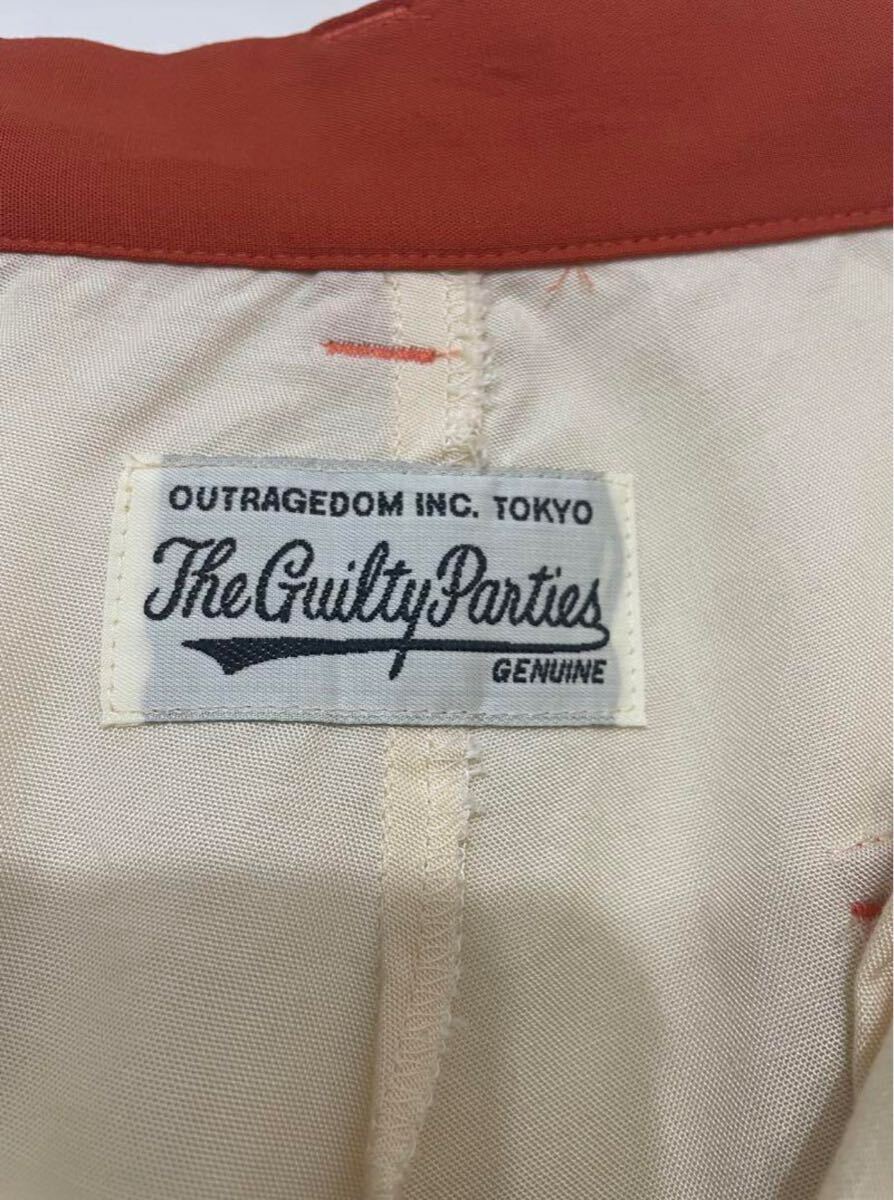 OUTRAGEDOM INC. TOKYO
The Guilty Parties
GENUINE